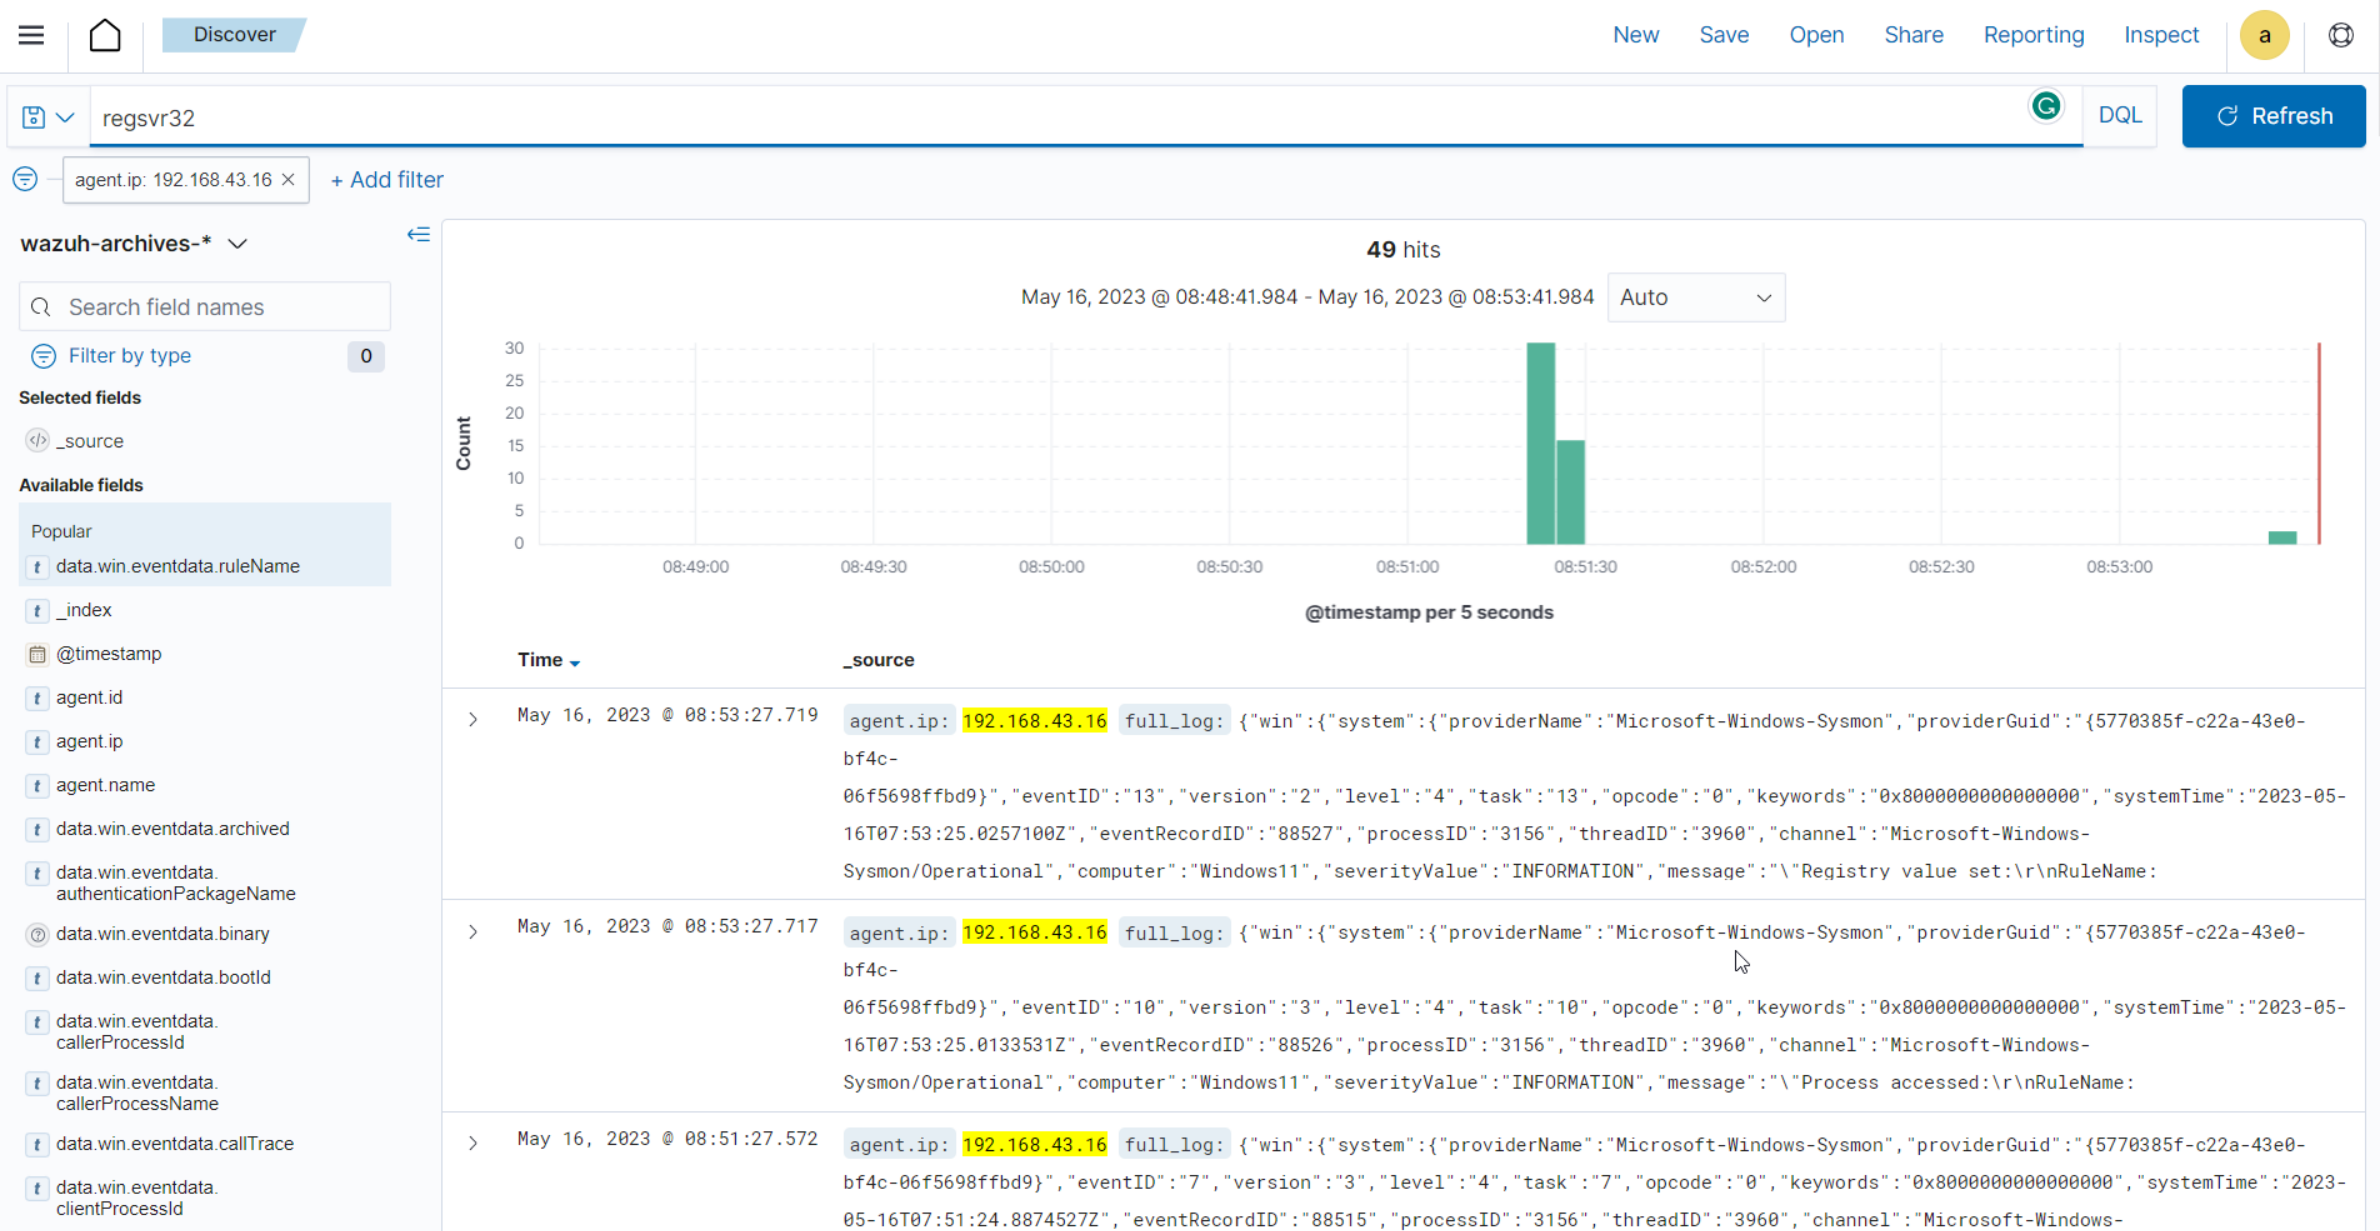 Discover
New Save Open Share Reporting Inspect a
regsvr32 G DQL Refresh
agent.ip: 192.168.43.16 × + Add filter
wazuh-archives-*
Search field names
Filter by type 0
Selected fields
_source
Available fields
Popular
t data.win.eventdata.ruleName
t _index
@timestamp
t agent.id
t agent.ip
t agent.name
t data.win.eventdata.archived
t data.win.eventdata.
authenticationPackageName
data.win.eventdata.binary
t data.win.eventdata.bootId
t data.win.eventdata.
callerProcessId
t data.win.eventdata.
callerProcessName
t data.win.eventdata.callTrace
t data.win.eventdata.
clientProcessId
49 hits
May 16, 2023 @ 08:48:41.984 - May 16, 2023 @ 08:53:41.984 Auto
30
25
20
15
10
5
0
Count
08:49:00 08:49:30 08:50:00 08:50:30 08:51:00 08:51:30 08:52:00 08:52:30 08:53:00
@timestamp per 5 seconds
Time _source
May 16, 2023 @ 08:53:27.719 agent.ip: 192.168.43.16 full_log: {"win":{"system":{"providerName":"Microsoft-Windows-Sysmon","providerGuid":"{5770385f-c22a-43e0-
bf4c-
06f5698ffbd9}","eventID":"13","version":"2","level":"4","task":"13","opcode":"0","keywords":"0x8000000000000000","systemTime":"2023-05-
16T07:53:25.0257100Z","eventRecordID":"88527","processID":"3156","threadID":"3960","channel":"Microsoft-Windows-
Sysmon/Operational","computer":"Windows11","severityValue":"INFORMATION","message":"\"Registry value set:\r\nRuleName:
May 16, 2023 @ 08:53:27.717 agent.ip: 192.168.43.16 full_log: {"win":{"system":{"providerName":"Microsoft-Windows-Sysmon","providerGuid":"{5770385f-c22a-43e0-
bf4c-
06f5698ffbd9}","eventID":"10","version":"3","level":"4","task":"10","opcode":"0","keywords":"0x8000000000000000","systemTime":"2023-05-
16T07:53:25.0133531Z","eventRecordID":"88526","processID":"3156","threadID":"3960","channel":"Microsoft-Windows-
Sysmon/Operational","computer":"Windows11","severityValue":"INFORMATION","message":"\"Process accessed:\r\nRuleName:
May 16, 2023 @ 08:51:27.572 agent.ip: 192.168.43.16 full_log: {"win":{"system":{"providerName":"Microsoft-Windows-Sysmon","providerGuid":"{5770385f-c22a-43e0-
bf4c-06f5698ffbd9}","eventID":"7","version":"3","level":"4","task":"7","opcode":"0","keywords":"0x8000000000000000","systemTime":"2023-
05-16T07:51:24.8874527Z","eventRecordID":"88515","processID":"3156","threadID":"3960","channel":"Microsoft-Windows-